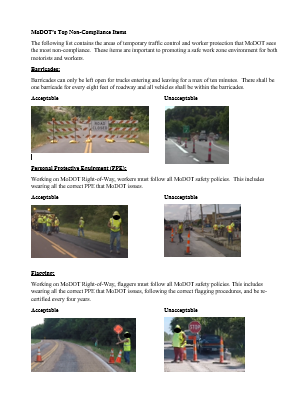 MoDOT's Top Non-Compliance Items
The following list contains the areas of temporary traffic control and worker protection that MoDOT sees
the most non-compliance. These items are important to promoting a safe work zone environment for both
motorists and workers.
Barricades:
Barricades can only be left open for trucks entering and leaving for a max of ten minutes. There shall be
one barricade for every eight feet of roadway and all vehicles shall be within the barricades.
Acceptable Unacceptable
ROAD
CLOSED
Personal Protective Equipment (PPE):
Working on MoDOT Right-of-Way, workers must follow all MoDOT safety policies. This includes
wearing all the correct PPE that MoDOT issues.
Acceptable Unacceptable
Flagging:
Working on MoDOT Right-of-Way, flaggers must follow all MoDOT safety policies. This includes
wearing all the correct PPE that MoDOT issues, following the correct flagging procedures, and be re-
certified every four years.
Acceptable Unacceptable
STOP